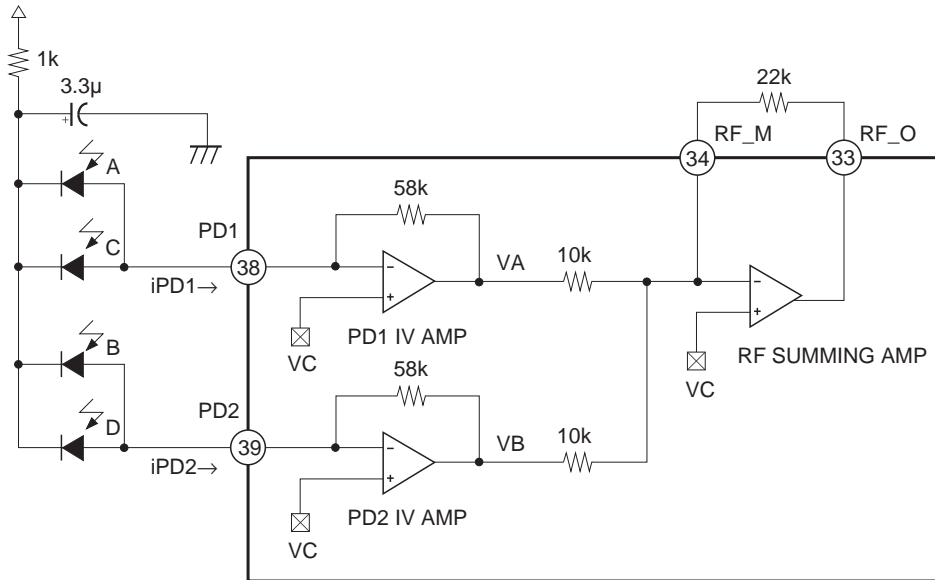 1k
3.3µ
+
22k
RF_M
RF_O
34
33
A
58k
PD1
C
VA
10k
38
iPD1→
−
+
−
+
PD1 IV AMP
VC
B
58k
RF SUMMING AMP
VC
PD2
D
VB
10k
39
iPD2→
−
+
PD2 IV AMP
VC